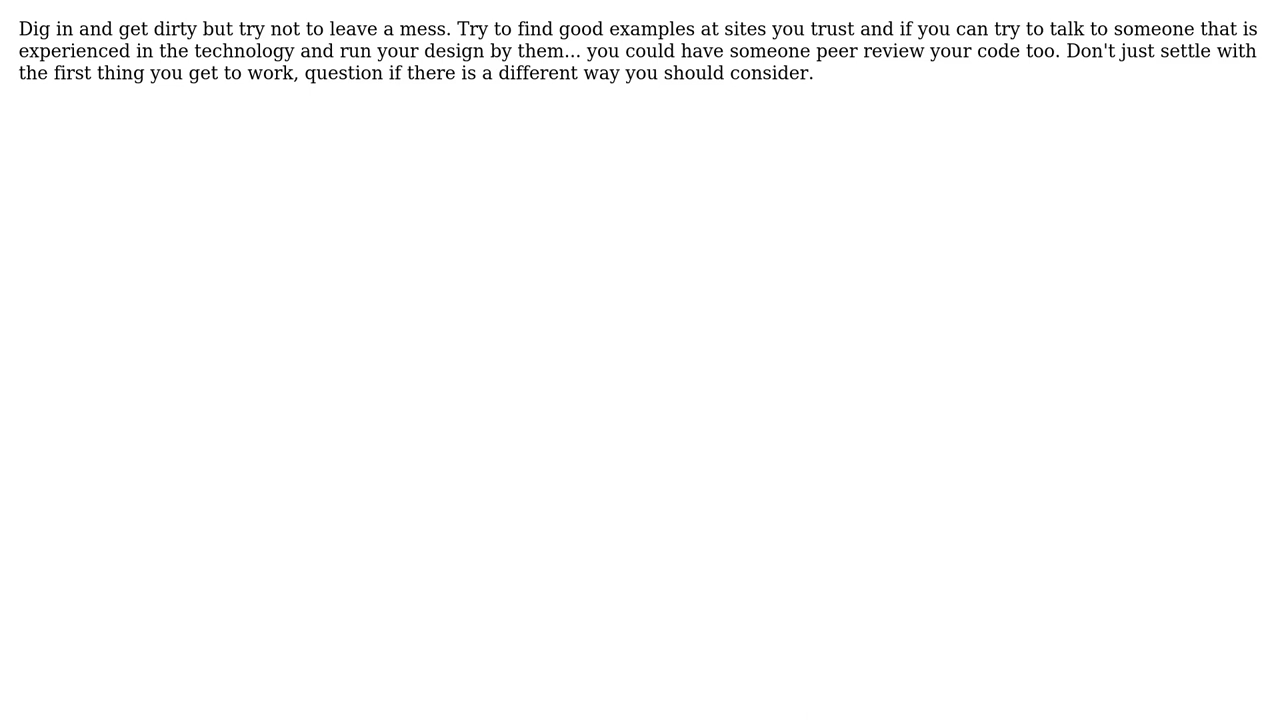 Dig in and get dirty but try not to leave a mess. Try to find good examples at sites you trust and if you can try to talk to someone that is
experienced in the technology and run your design by them... you could have someone peer review your code too. Don't just settle with
the first thing you get to work, question if there is a different way you should consider.